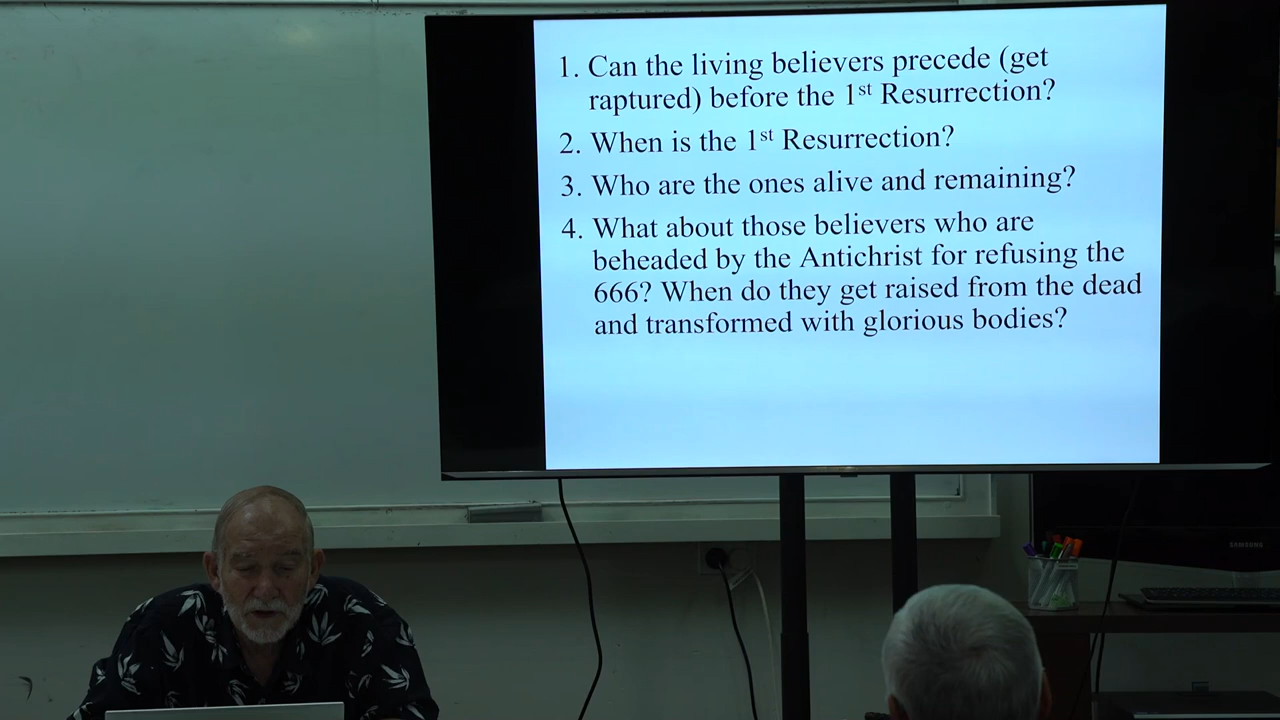 1. Can the living believers precede (get
raptured) before the 1st Resurrection?
2. When is the 1st Resurrection?
3. Who are the ones alive and remaining?
4. What about those believers who are
beheaded by the Antichrist for refusing the
666? When do they get raised from the dead
and transformed with glorious bodies?
SAMSUNG